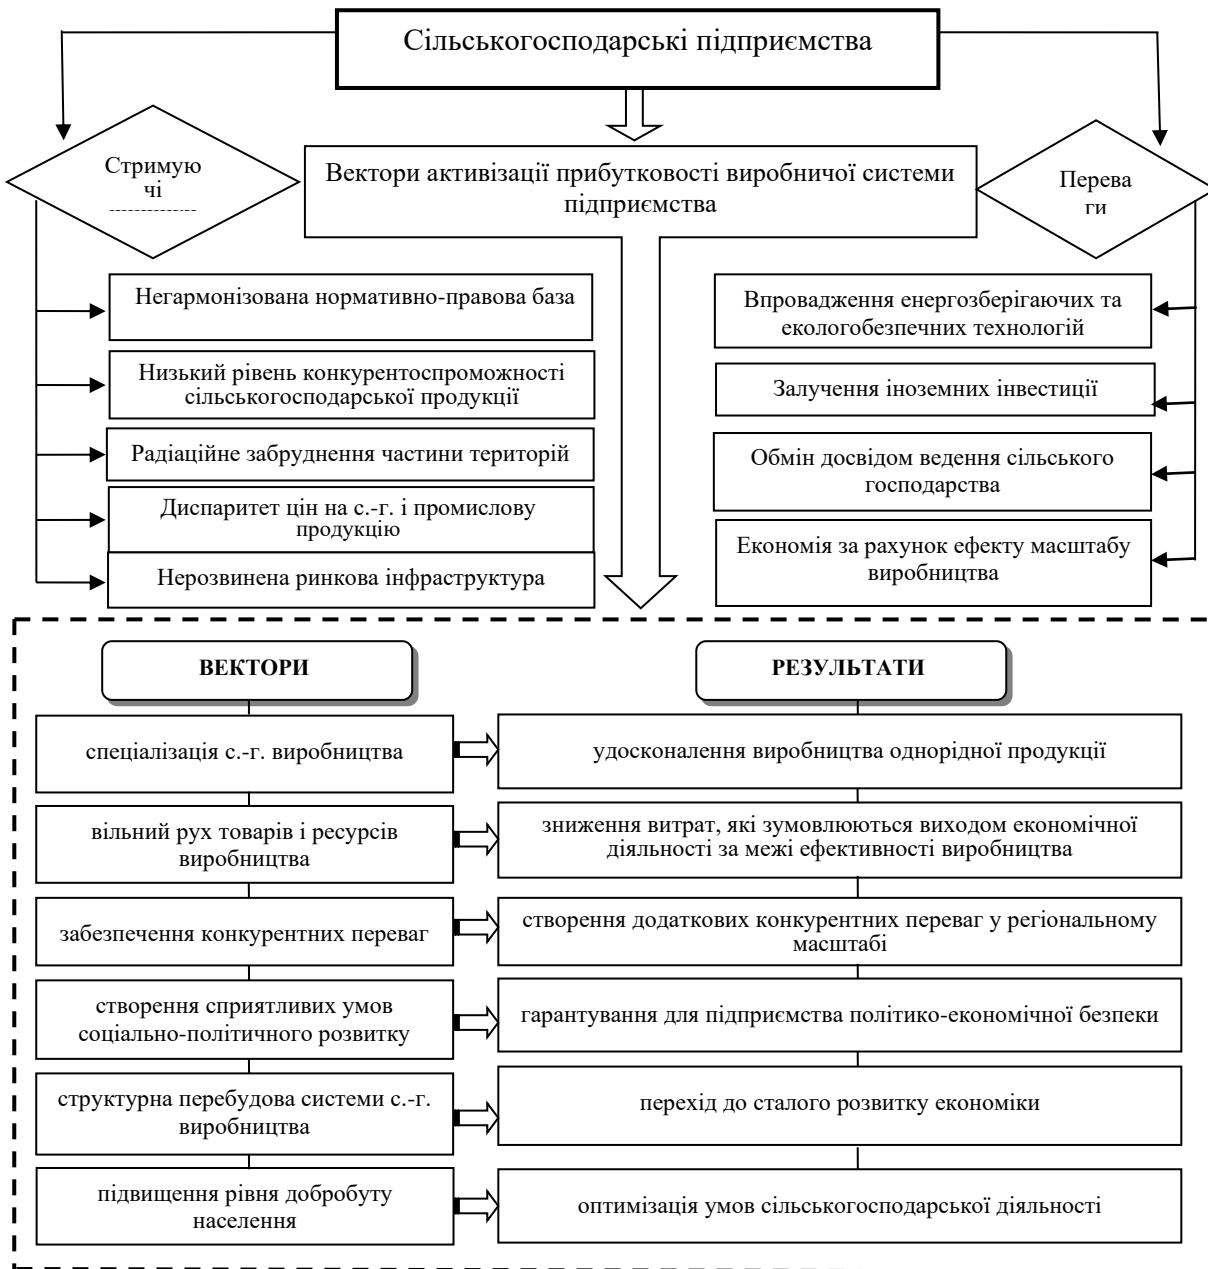 Сільськогосподарські підприємства
Стримую
чі
Вектори активізації прибутковості виробничої системи
підприємства
Перева
ги
Негармонізована нормативно-правова база
Низький рівень конкурентоспроможності
сільськогосподарської продукції
Радіаційне забруднення частини територій
Диспаритет цін на с.-г. і промислову
продукцію
Нерозвинена ринкова інфраструктура
Впровадження енергозберігаючих та
екологобезпечних технологій
Залучення іноземних інвестиції
Обмін досвідом ведення сільського
господарства
Економія за рахунок ефекту масштабу
виробництва
ВЕКТОРИ
РЕЗУЛЬТАТИ
спеціалізація с.-г. виробництва
удосконалення виробництва однорідної продукції
вільний рух товарів і ресурсів
виробництва
зниження витрат, які зумовлюються виходом економічної
діяльності за межі ефективності виробництва
забезпечення конкурентних переваг
створення додаткових конкурентних переваг у регіональному
масштабі
створення сприятливих умов
соціально-політичного розвитку
гарантування для підприємства політико-економічної безпеки
структурна перебудова системи с.-г.
виробництва
перехід до сталого розвитку економіки
підвищення рівня добробуту
населення
оптимізація умов сільськогосподарської діяльності